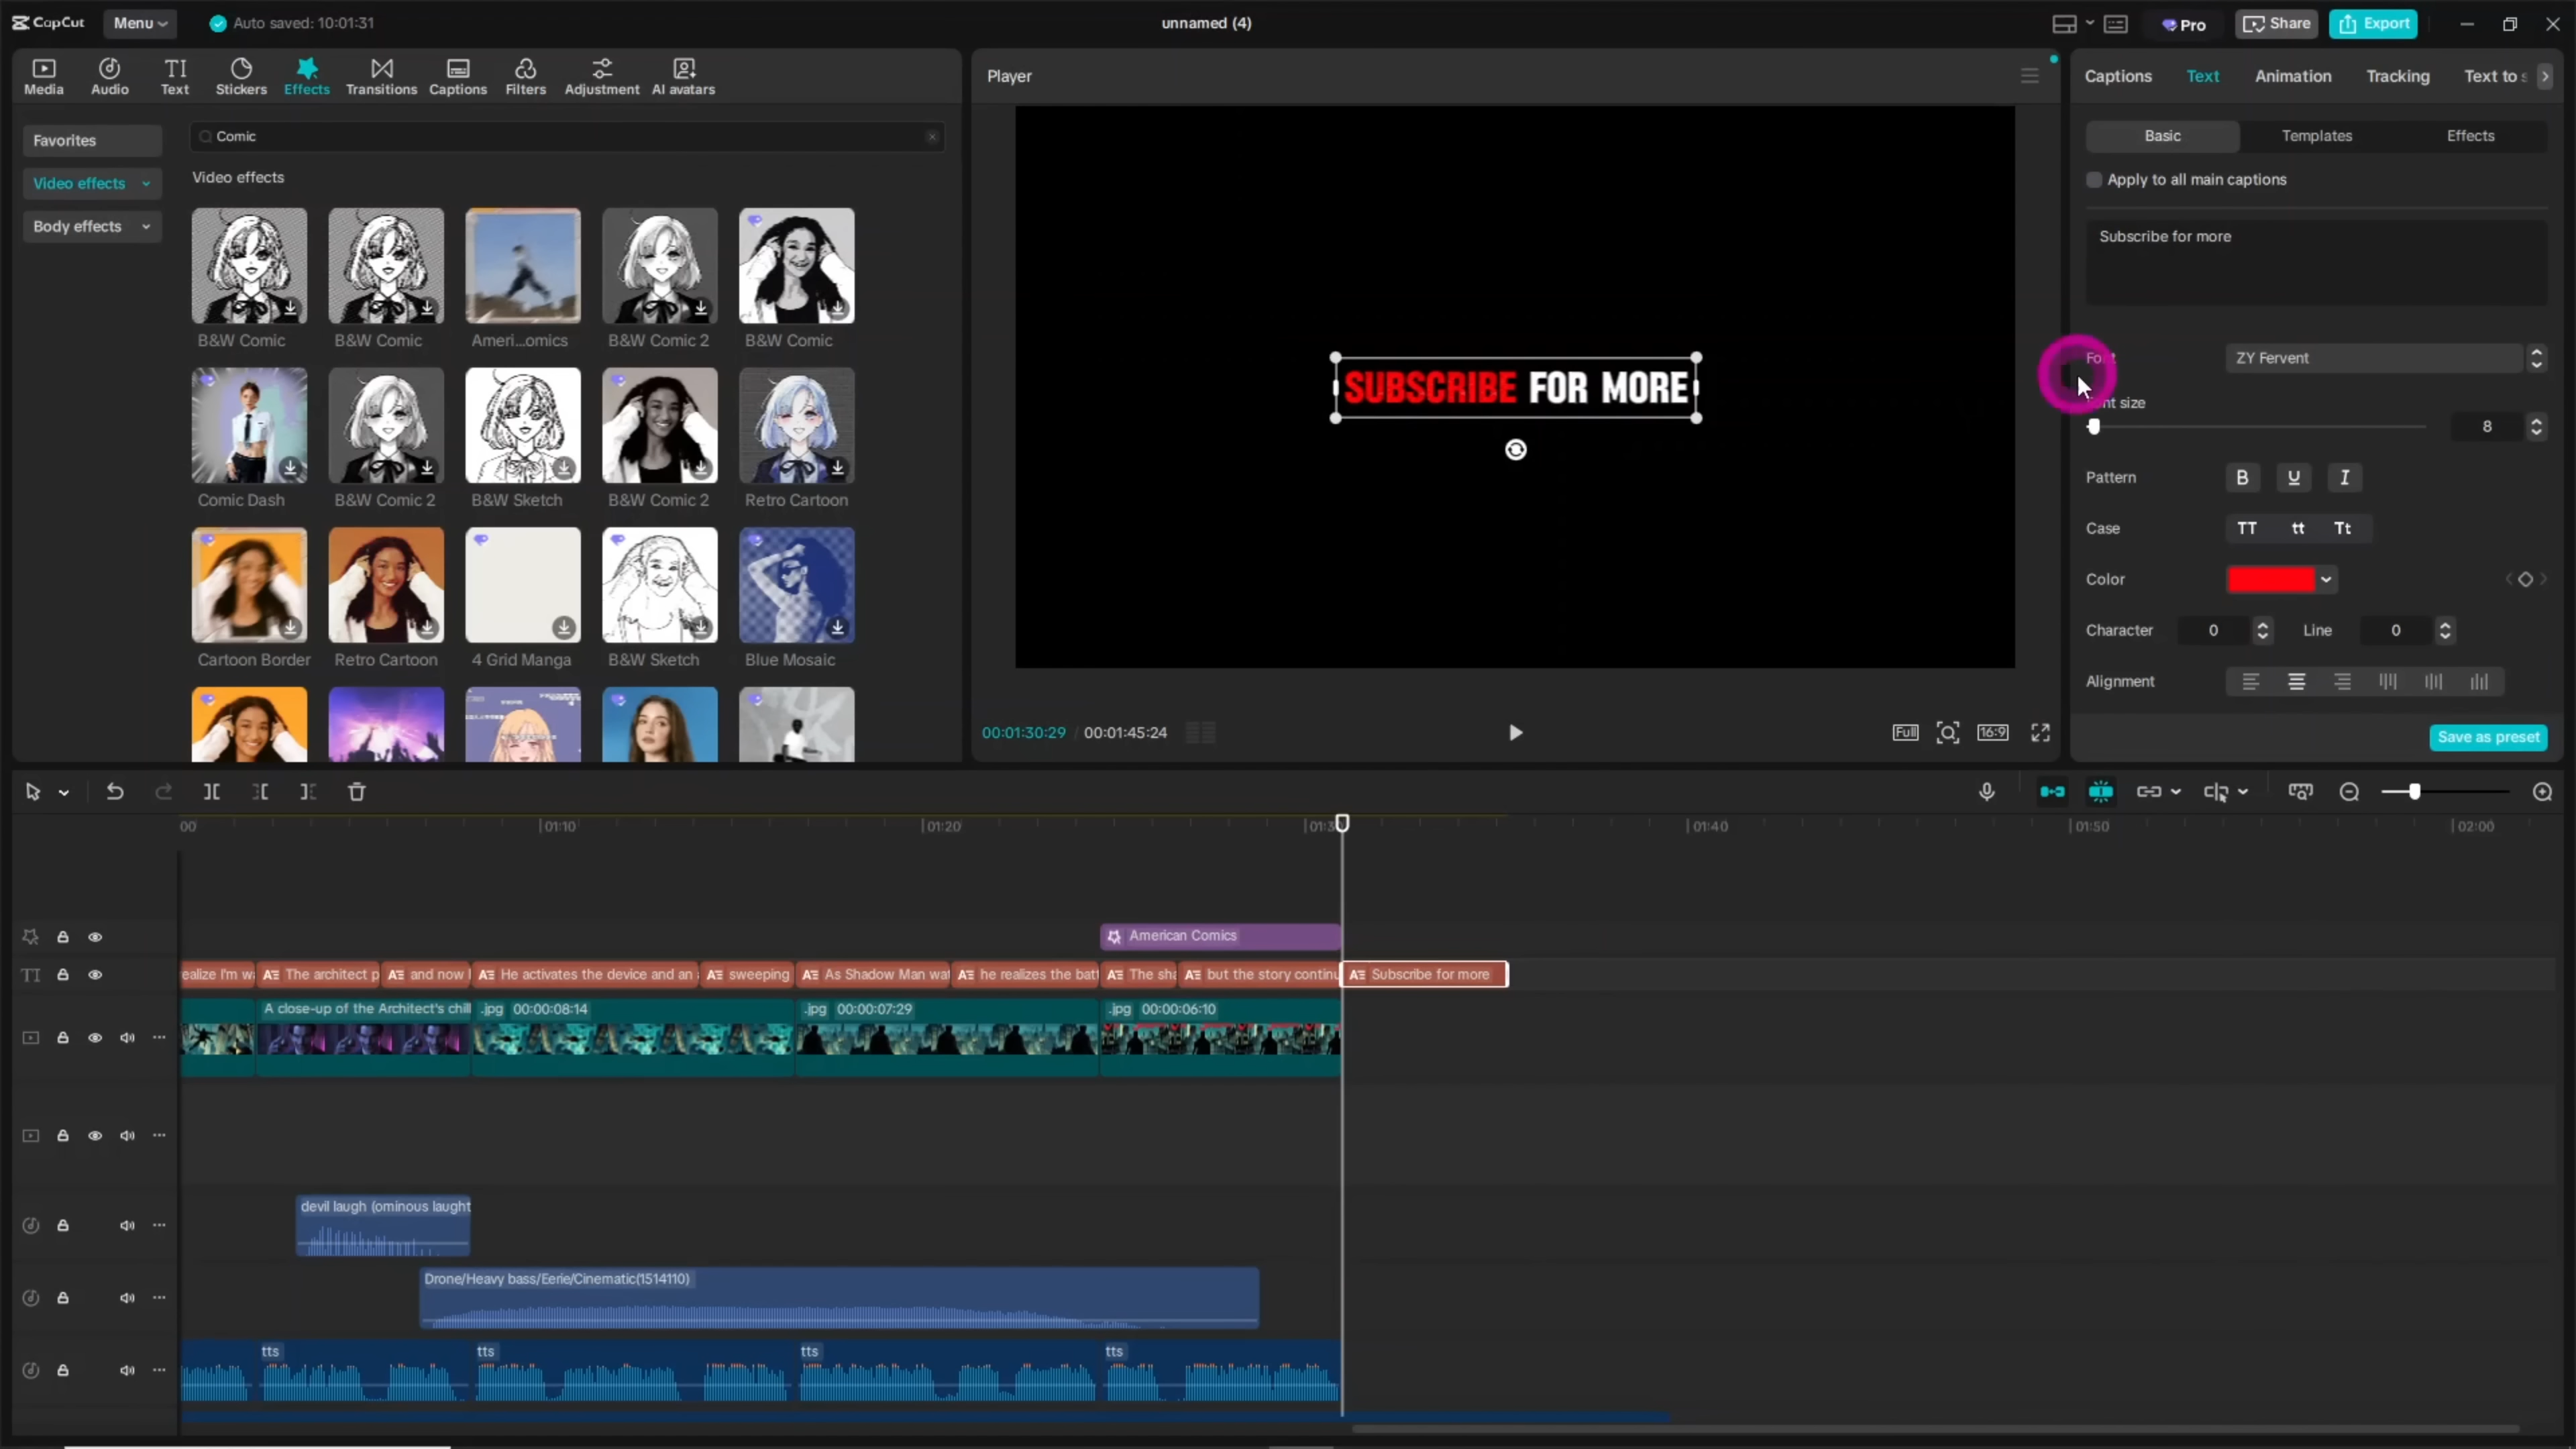 CapCut Menu Auto saved: 10:01:31 unnamed (4) Pro Share Export
Media Audio Text Stickers Effects Transitions Captions Filters Adjustment AI avatars
Favorites
Video effects
Body effects
Comic
Video effects
B&W Comic B&W Comic Ameri...omics B&W Comic 2 B&W Comic
Comic Dash B&W Comic 2 B&W Sketch B&W Comic 2 Retro Cartoon
Cartoon Border Retro Cartoon 4 Grid Manga B&W Sketch Blue Mosaic
Player
SUBSCRIBE FOR MORE
00:01:30:29 / 00:01:45:24 Full 16:9
Captions Text Animation Tracking Text to s
Basic Templates Effects
Apply to all main captions
Subscribe for more
Font ZY Fervent
Font size 8
Pattern B U I
Case TT tt Tt
Color
Character 0 Line 0
Alignment
Save as preset
00 01:10 01:20 01:30 01:40 01:50 02:00
American Comics
TI ealize I'm wa The architect p and now He activates the device and an sweeping As Shadow Man wat he realizes the batt The sha but the story continu Subscribe for more
A close-up of the Architect's chill .jpg 00:00:08:14 .jpg 00:00:07:29 .jpg 00:00:06:10
devil laugh (ominous laught
Drone/Heavy bass/Eerie/Cinematic(1514110)
tts tts tts tts